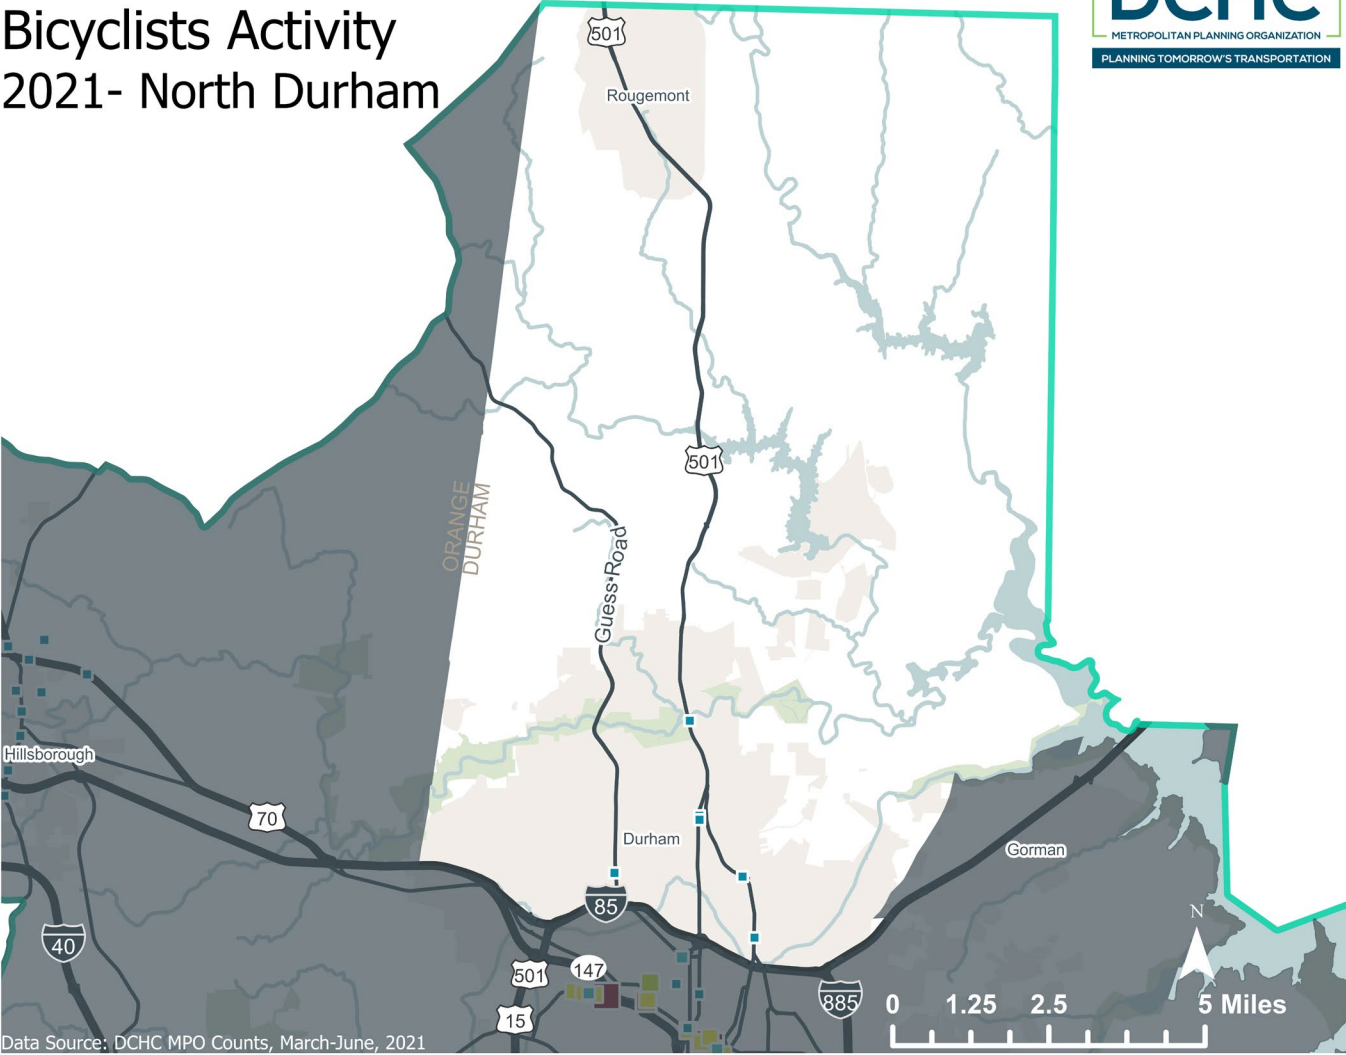 Bicyclists Activity
2021- North Durham
DCHC
METROPOLITAN PLANNING ORGANIZATION
PLANNING TOMORROW'S TRANSPORTATION
501
Rougemont
501
ORANGE
DURHAM
Guess Road
Hillsborough
70
Durham
Gorman
85
N
40
501
147
885
15
0 1.25 2.5 5 Miles
Data Source: DCHC MPO Counts, March-June, 2021